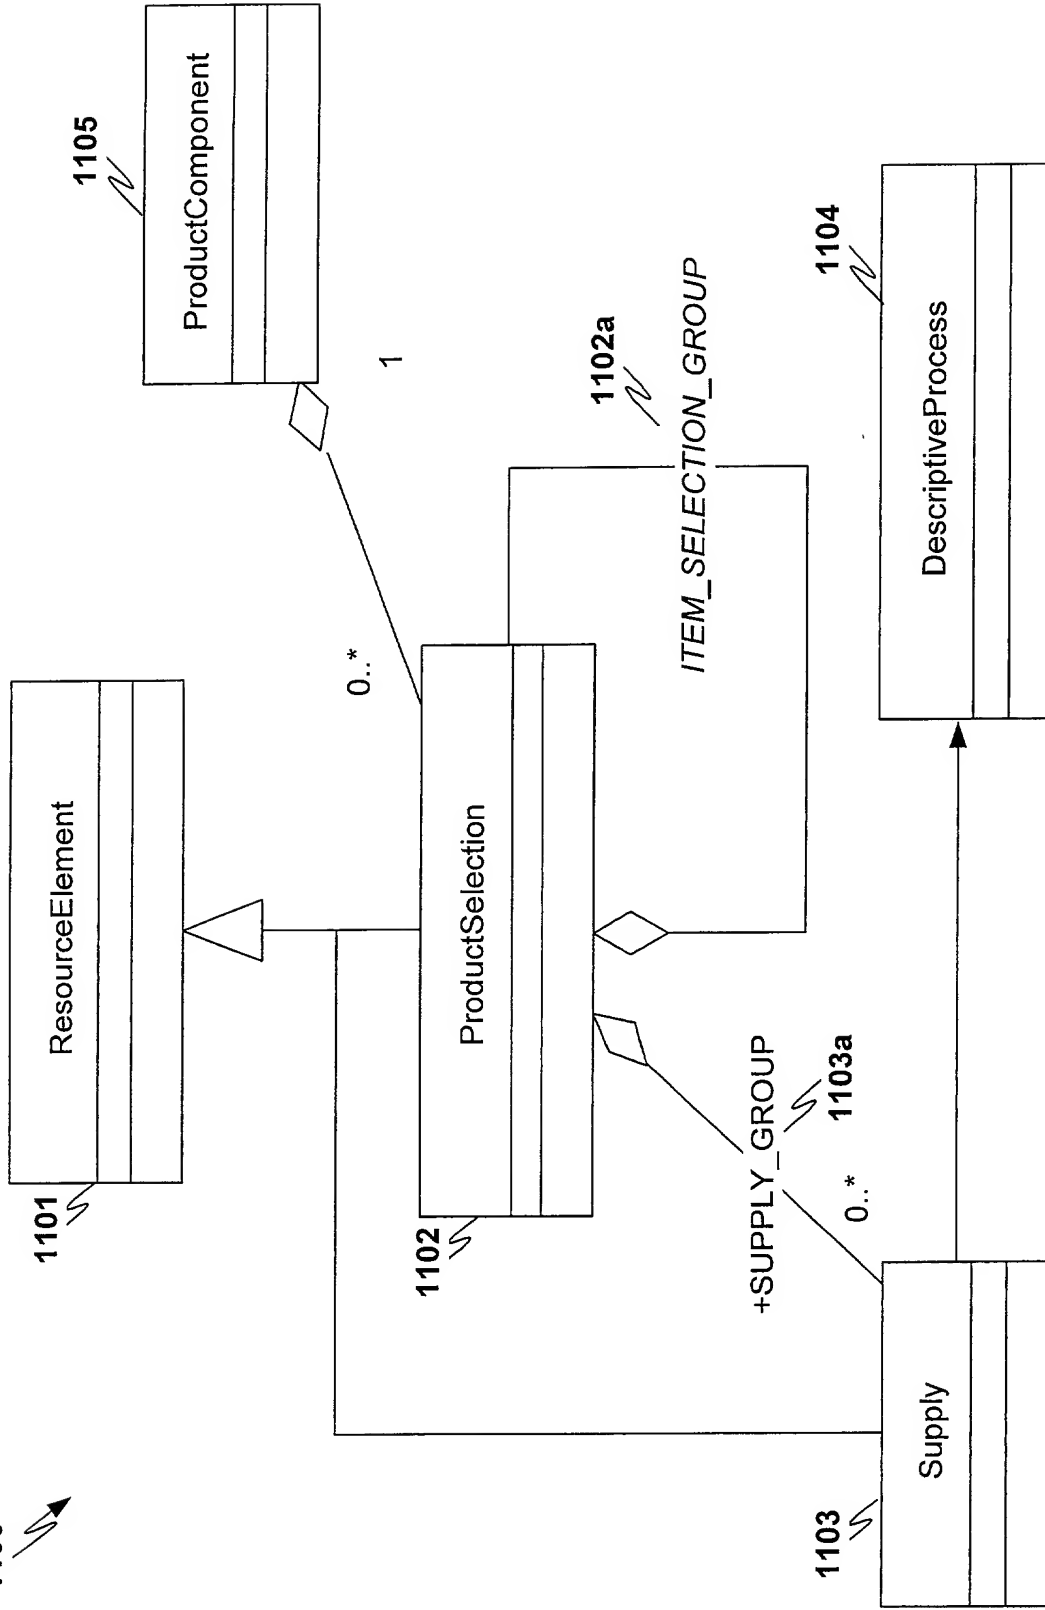 1101
ResourceElement
1105
ProductComponent
0..*
1
1102
ProductSelection
1102a
ITEM_SELECTION_GROUP
+SUPPLY_GROUP
1103a
0..*
1103
Supply
1104
DescriptiveProcess